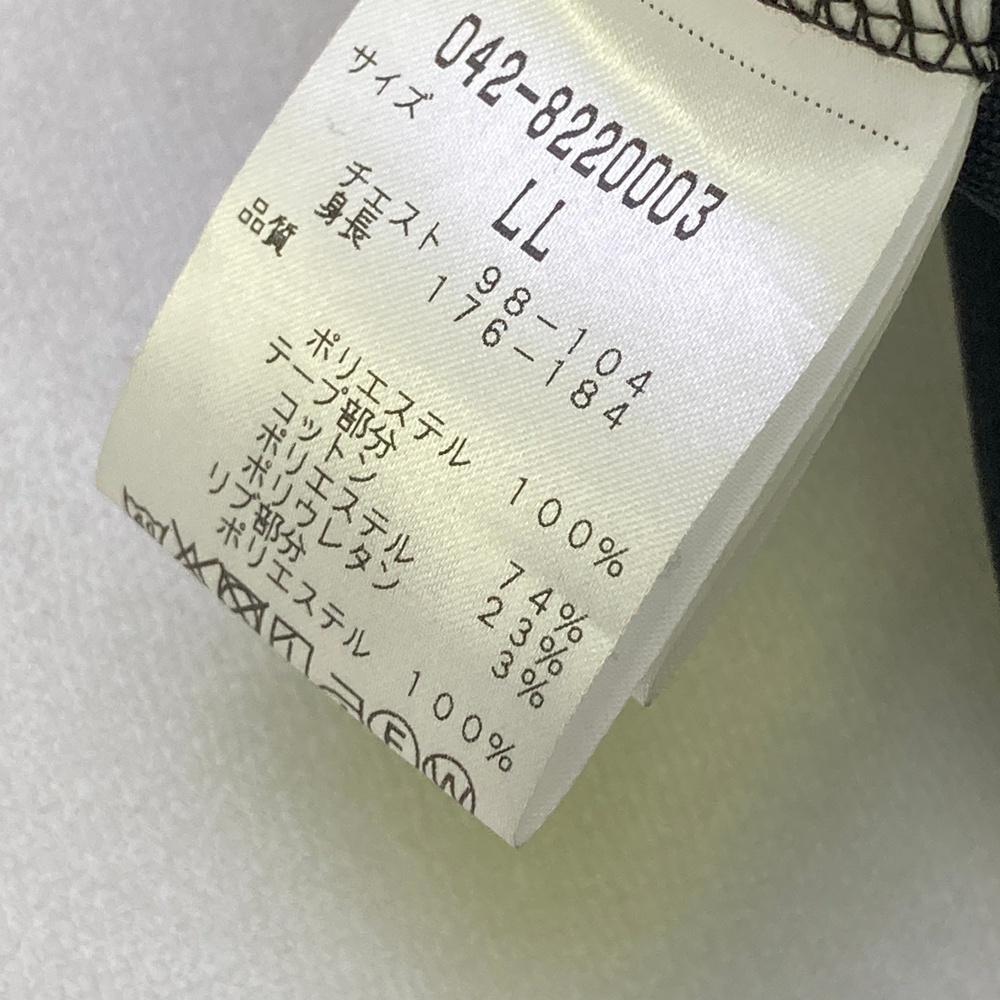 042-8220003
サイズ LL
チエスト 98-104
身長 176-184
品質
ポリエステル 100%
テープ部分
コットン 74%
ポリエステル 23%
ポリウレタン 3%
リブ部分
ポリエステル 100%
F W